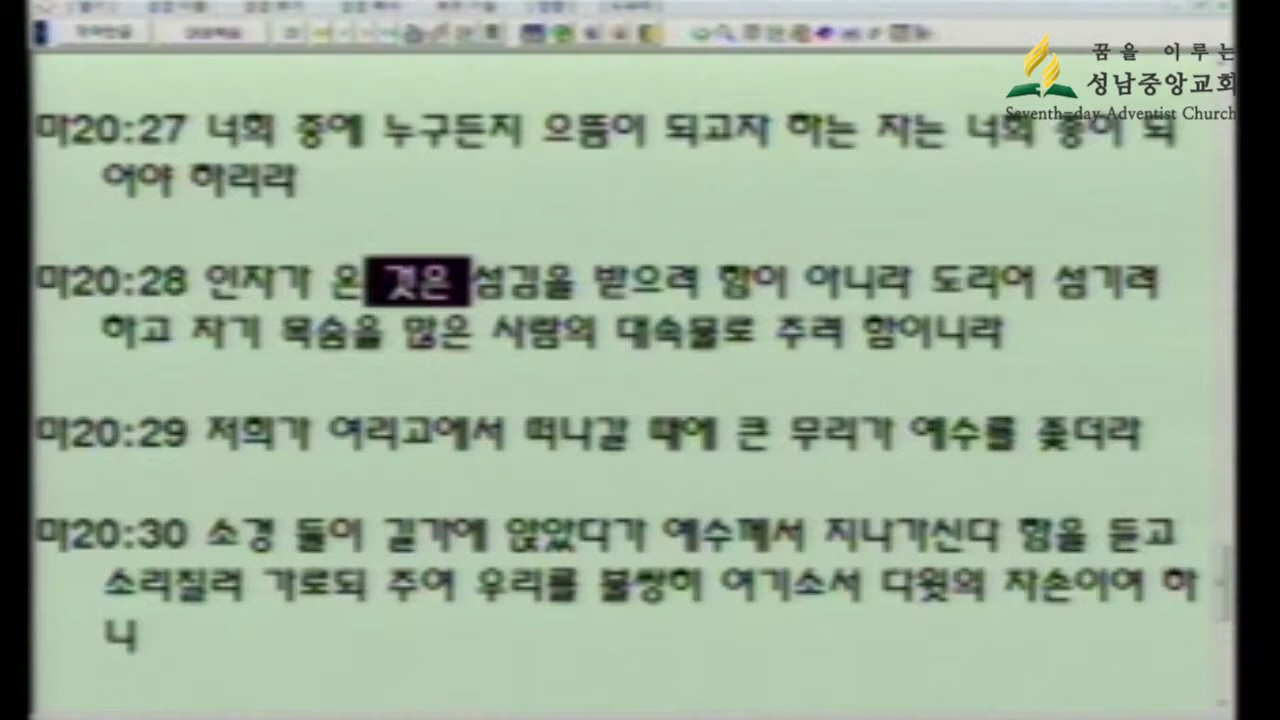 꿈을 이루는
성남중앙교회
Seventh-day Adventist Church
마20:27 너희 중에 누구든지 으뜸이 되고자 하는 자는 너희 종이 되
어야 하리라
마20:28 인자가 온 것은 섬김을 받으려 함이 아니라 도리어 섬기려
하고 자기 목숨을 많은 사람의 대속물로 주려 함이니라
마20:29 저희가 여리고에서 떠나갈 때에 큰 무리가 예수를 좇더라
마20:30 소경 둘이 길가에 앉았다가 예수께서 지나가신다 함을 듣고
소리질러 가로되 주여 우리를 불쌍히 여기소서 다윗의 자손이여 하
니